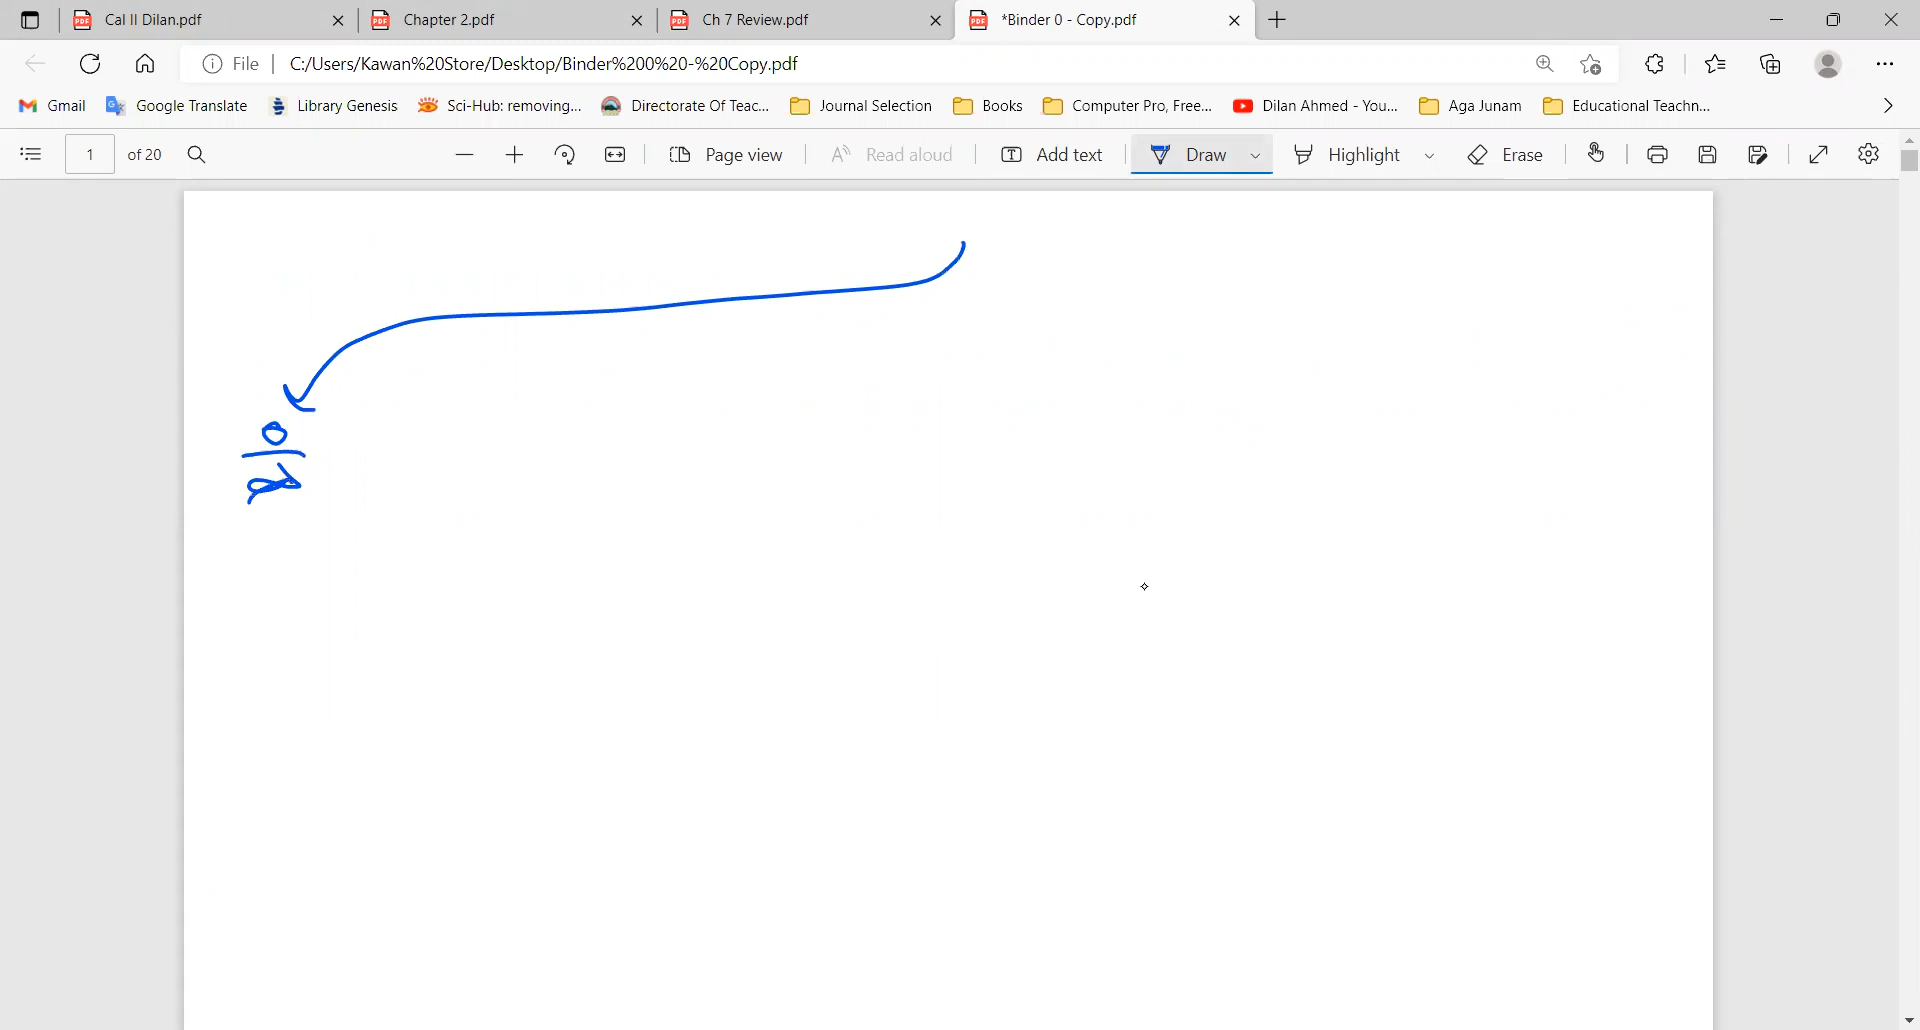 Cal II Dilan.pdf
Chapter 2.pdf
Ch 7 Review.pdf
*Binder 0 - Copy.pdf
File
C:/Users/Kawan%20Store/Desktop/Binder%200%20-%20Copy.pdf
Gmail
Google Translate
Library Genesis
Sci-Hub: removing...
Directorate Of Teac...
Journal Selection
Books
Computer Pro, Free...
Dilan Ahmed - You...
Aga Junam
Educational Teachn...
1
of 20
Page view
Read aloud
Add text
Draw
Highlight
Erase
0